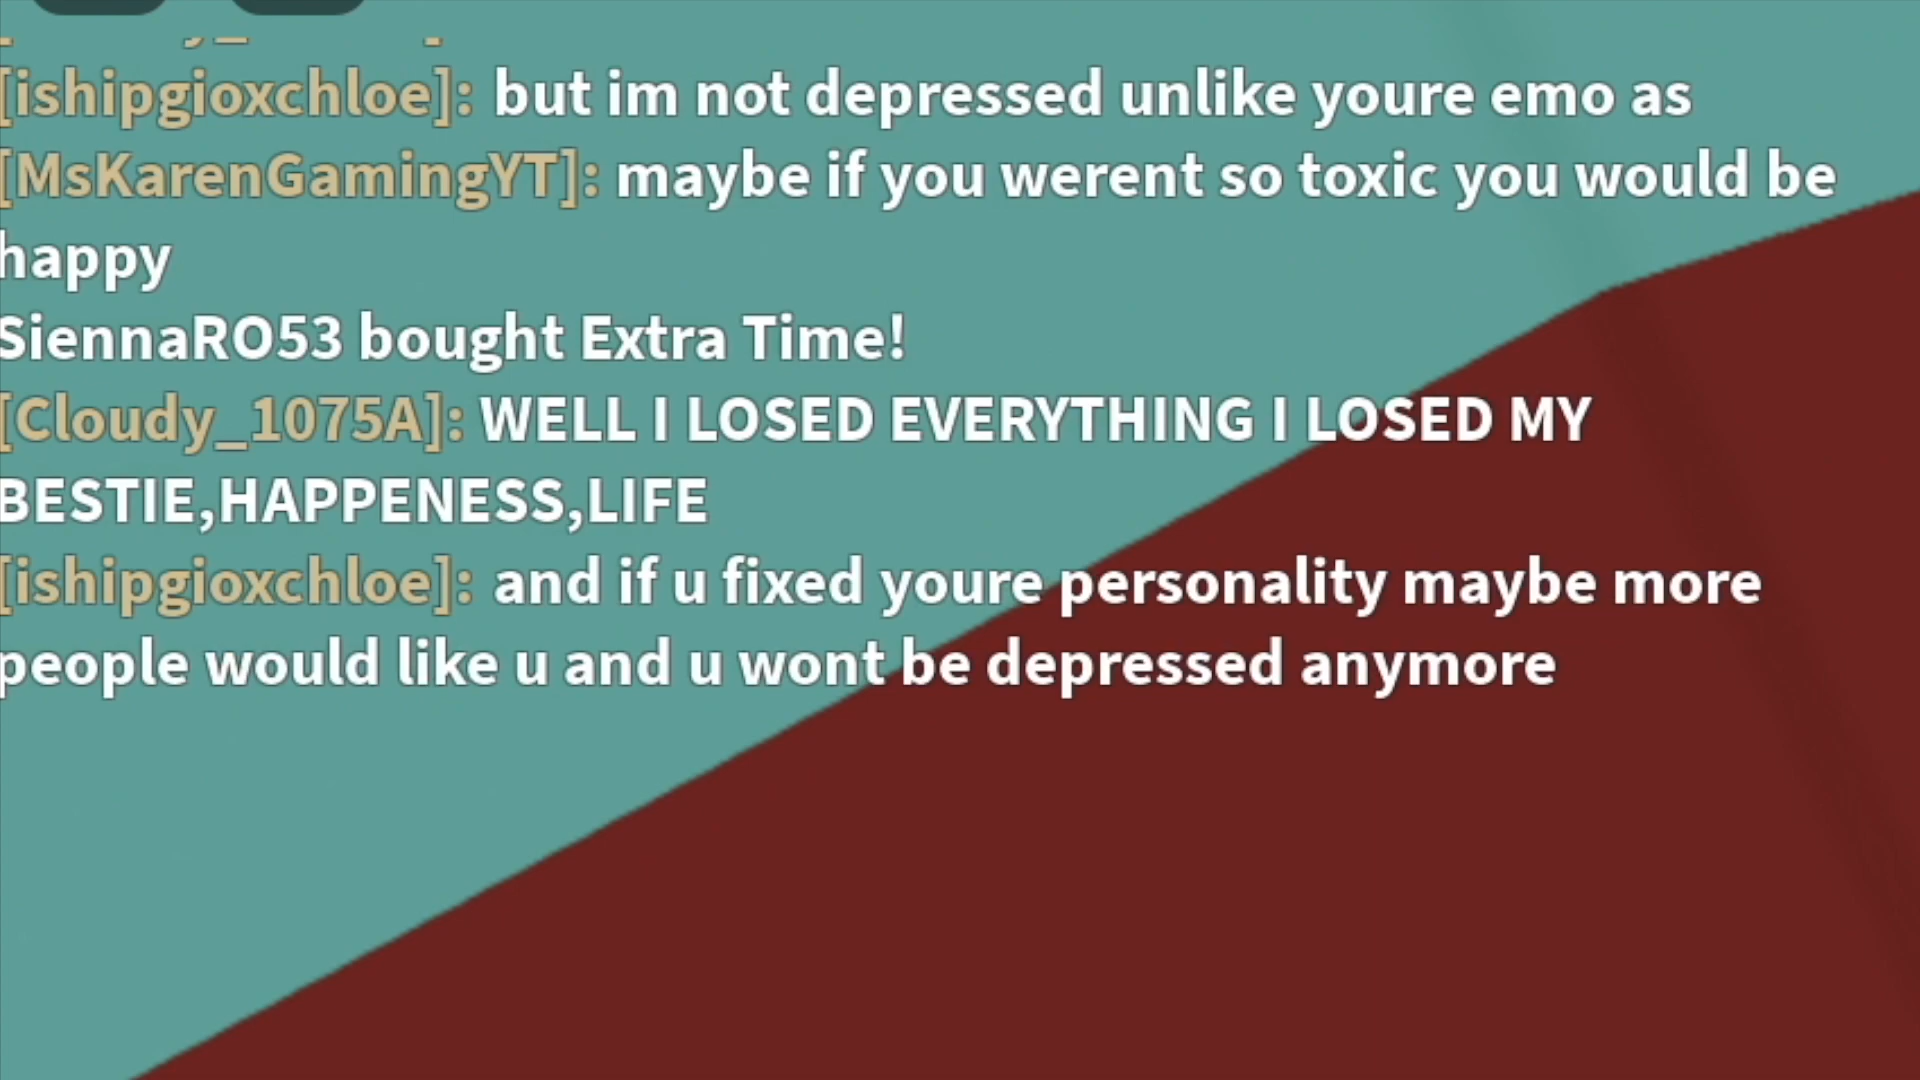 [ishipgioxchloe]: but im not depressed unlike youre emo as
[MsKarenGamingYT]: maybe if you werent so toxic you would be
happy
SiennaRO53 bought Extra Time!
[Cloudy_1075A]: WELL I LOSED EVERYTHING I LOSED MY
BESTIE,HAPPENESS,LIFE
[ishipgioxchloe]: and if u fixed youre personality maybe more
people would like u and u wont be depressed anymore